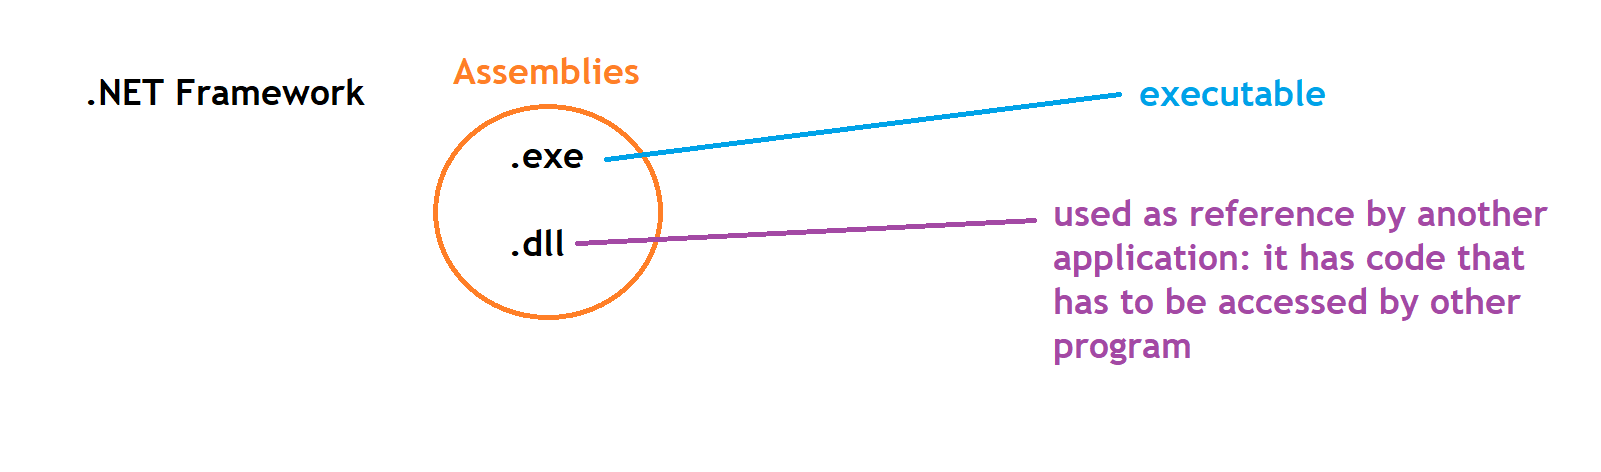 .NET Framework
Assemblies
.exe
.dll
executable
used as reference by another
application: it has code that
has to be accessed by other
program